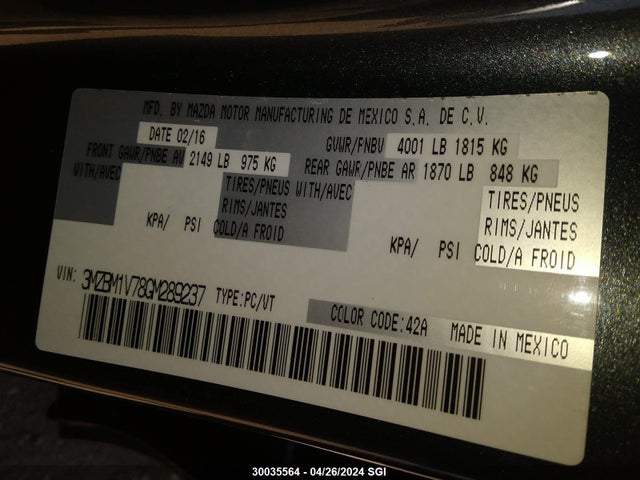 MFD. BY MAZDA MOTOR MANUFACTURING DE MEXICO S.A. DE C.V.
DATE 02/16 GVWR/FNBV 4001 LB 1815 KG
FRONT GAWR/PNBE AV 2149 LB 975 KG REAR GAWR/PNBE AR 1870 LB 848 KG
WITH/AVEC TIRES/PNEUS WITH/AVEC TIRES/PNEUS
RIMS/JANTES RIMS/JANTES
KPA/ PSI COLD/A FROID KPA/ PSI COLD/A FROID
VIN: 3MZBM1V78GM289237 TYPE:PC/VT
COLOR CODE:42A MADE IN MEXICO
30035564 - 04/26/2024 SGI